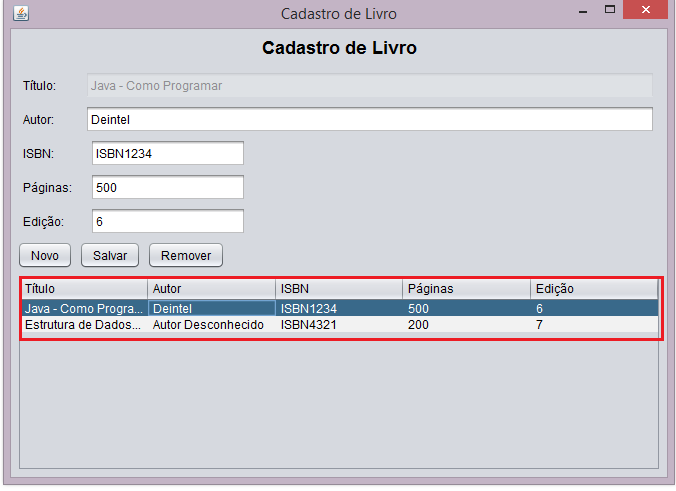 Cadastro de Livro
Cadastro de Livro
Título: Java - Como Programar
Autor: Deintel
ISBN: ISBN1234
Páginas: 500
Edição: 6
Novo Salvar Remover
Título Autor ISBN Páginas Edição
Java - Como Progra... Deintel ISBN1234 500 6
Estrutura de Dados... Autor Desconhecido ISBN4321 200 7